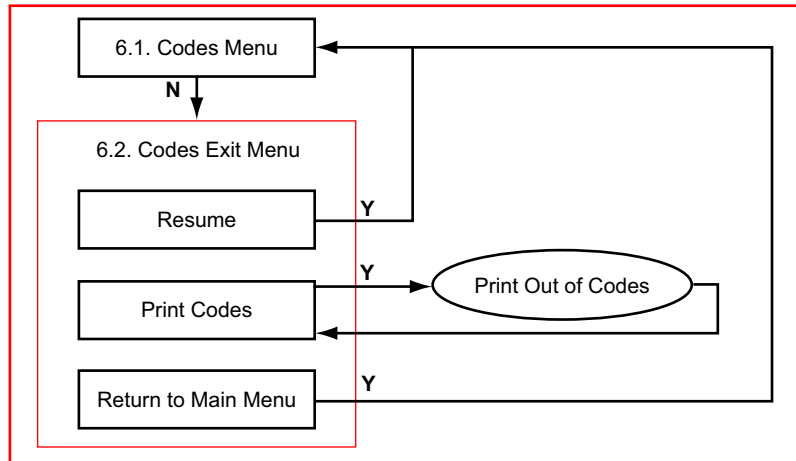 6.1. Codes Menu
N
6.2. Codes Exit Menu
Resume
Y
Print Codes
Y
Print Out of Codes
Return to Main Menu
Y